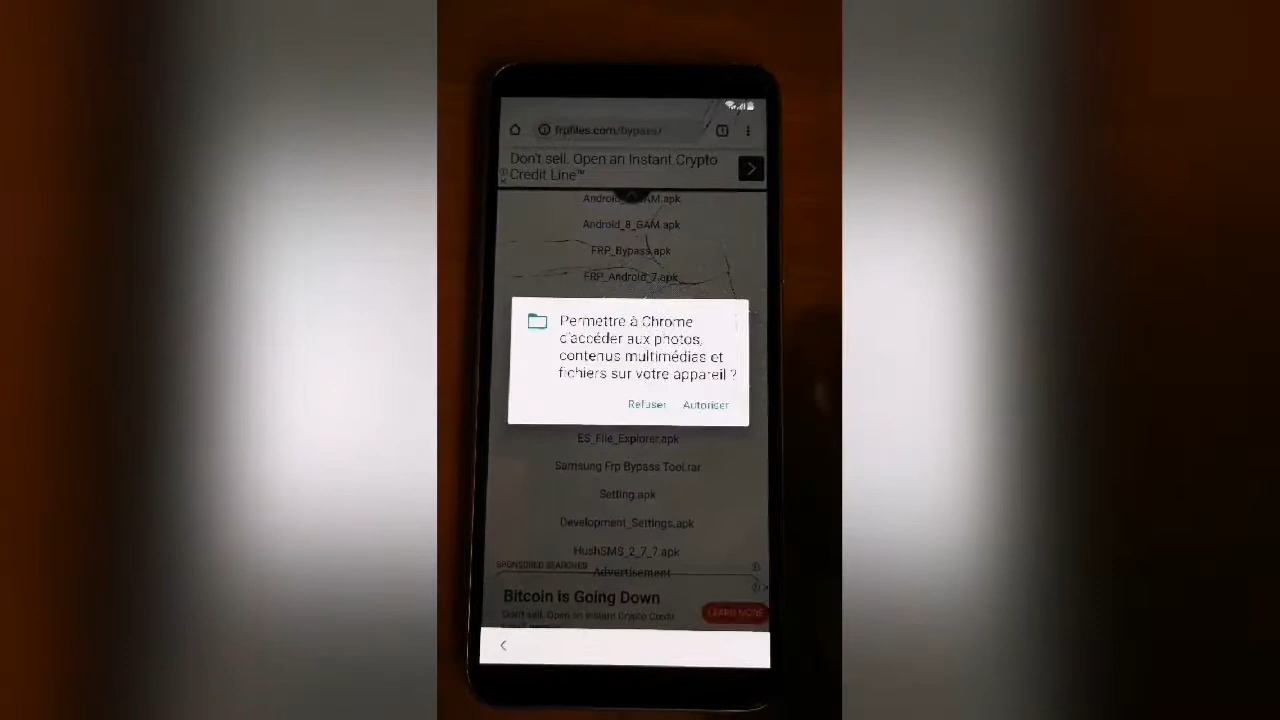 frpfiles.com/bypass/
1
Don't sell. Open an Instant Crypto
Credit Line™
Android_8_GAM.apk
FRP_Bypass.apk
FRP_Android_7.apk
Permettre à Chrome
d'accéder aux photos,
contenus multimédias et
fichiers sur votre appareil ?
Refuser Autoriser
ES_File_Explorer.apk
Samsung Frp Bypass Tool.rar
Setting.apk
Development_Settings.apk
HushSMS_2_7_7.apk
SPONSORED SEARCHES
Advertisement
Bitcoin is Going Down
Don't sell. Open an Instant Crypto Credit
LEARN MORE